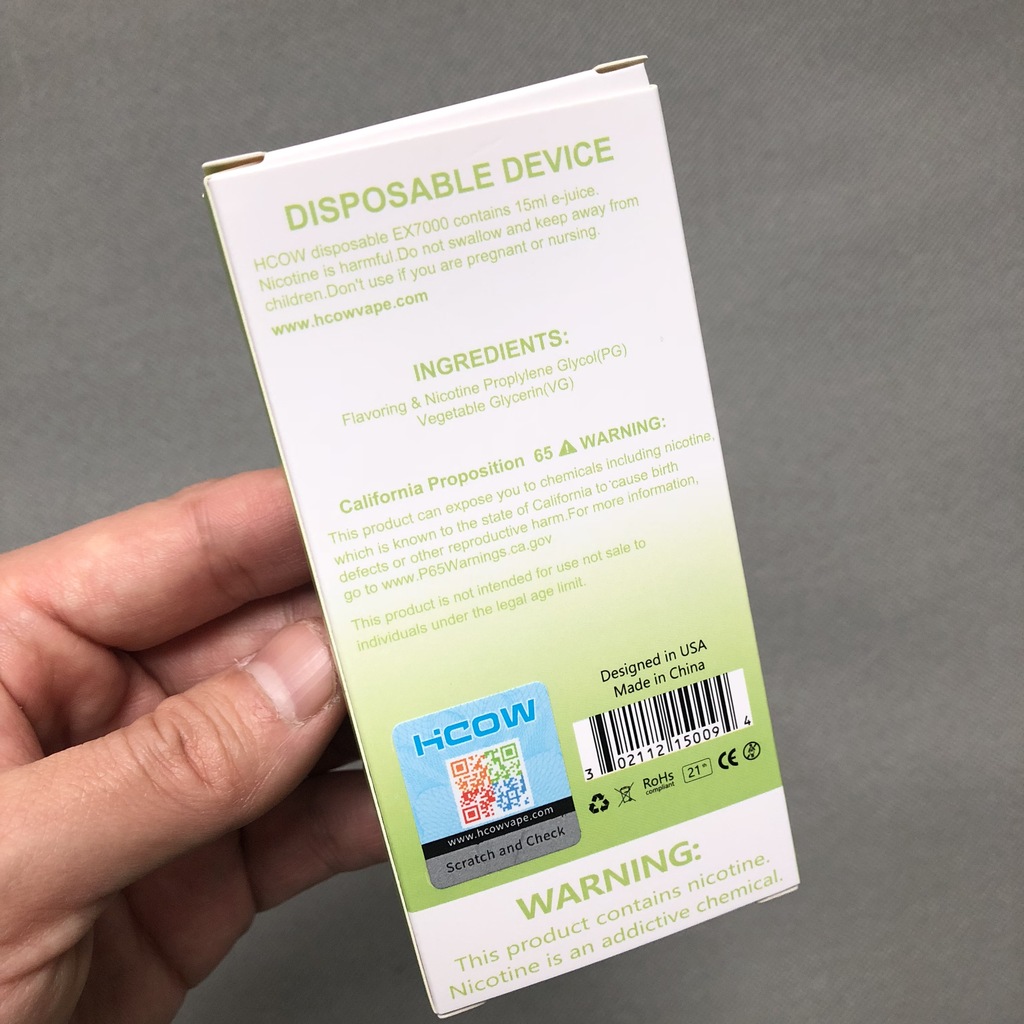 DISPOSABLE DEVICE
HCOW disposable EX7000 contains 15ml e-juice.
Nicotine is harmful.Do not swallow and keep away from
children.Don't use if you are pregnant or nursing.
www.hcowvape.com
INGREDIENTS:
Flavoring & Nicotine Proplylene Glycol(PG)
Vegetable Glycerin(VG)
California Proposition 65 WARNING:
This product can expose you to chemicals including nicotine,
which is known to the state of California to cause birth
defects or other reproductive harm.For more information,
go to www.P65Warnings.ca.gov
This product is not intended for use not sale to
individuals under the legal age limit.
Designed in USA
Made in China
3 02112 15009 4
RoHS
compliant
21+
CE
HCOW
www.hcowvape.com
Scratch and Check
WARNING:
This product contains nicotine.
Nicotine is an addictive chemical.